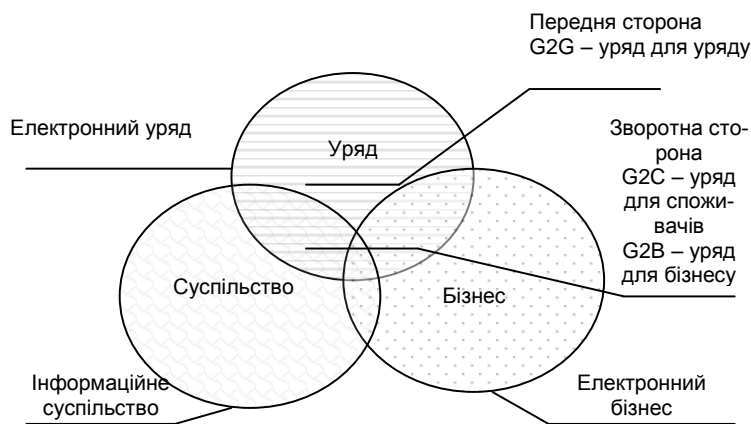 Передня сторона
G2G – уряд для уряду
Електронний уряд
Уряд
Зворотна сто-
рона
G2C – уряд
для спожи-
вачів
G2B – уряд
для бізнесу
Суспільство
Бізнес
Інформаційне
суспільство
Електронний
бізнес